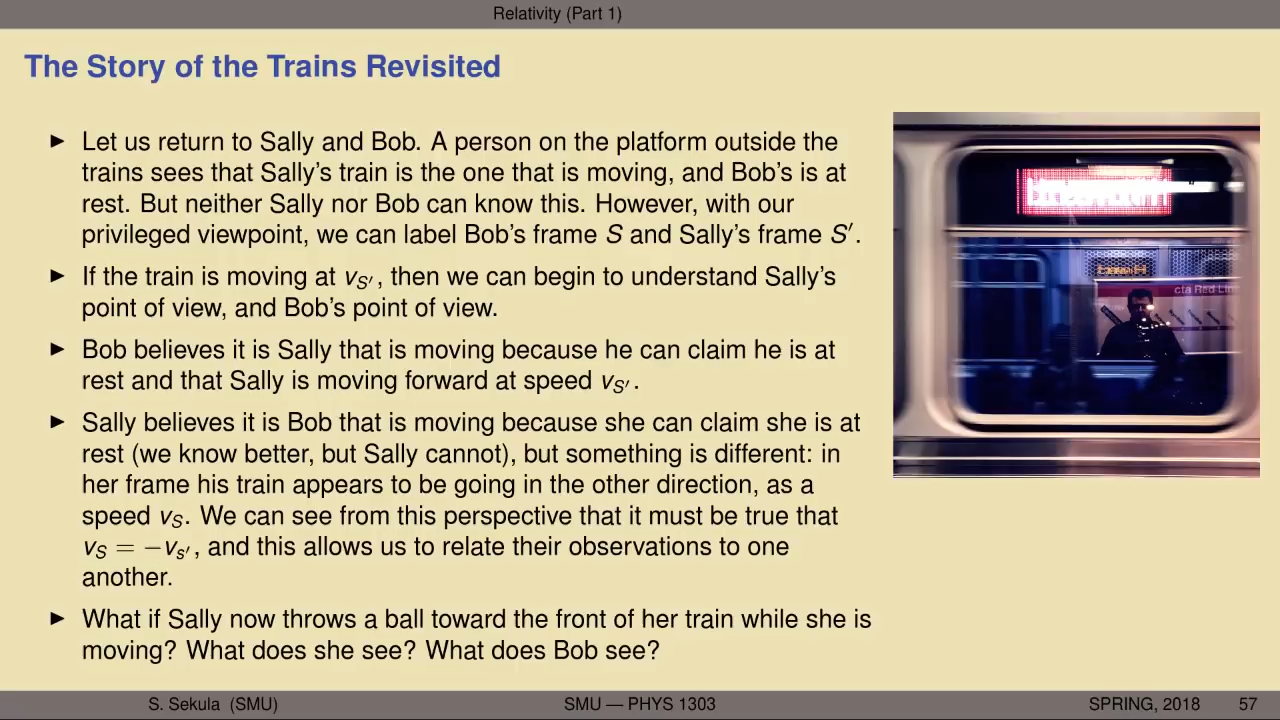 Relativity (Part 1)
The Story of the Trains Revisited
► Let us return to Sally and Bob. A person on the platform outside the
trains sees that Sally's train is the one that is moving, and Bob's is at
rest. But neither Sally nor Bob can know this. However, with our
privileged viewpoint, we can label Bob's frame S and Sally's frame S′.
► If the train is moving at v_S′, then we can begin to understand Sally's
point of view, and Bob's point of view.
► Bob believes it is Sally that is moving because he can claim he is at
rest and that Sally is moving forward at speed v_S′.
► Sally believes it is Bob that is moving because she can claim she is at
rest (we know better, but Sally cannot), but something is different: in
her frame his train appears to be going in the other direction, as a
speed v_S. We can see from this perspective that it must be true that
v_S = −v_s′, and this allows us to relate their observations to one
another.
► What if Sally now throws a ball toward the front of her train while she is
moving? What does she see? What does Bob see?
cta Red Lin
S. Sekula (SMU) SMU — PHYS 1303 SPRING, 2018 57